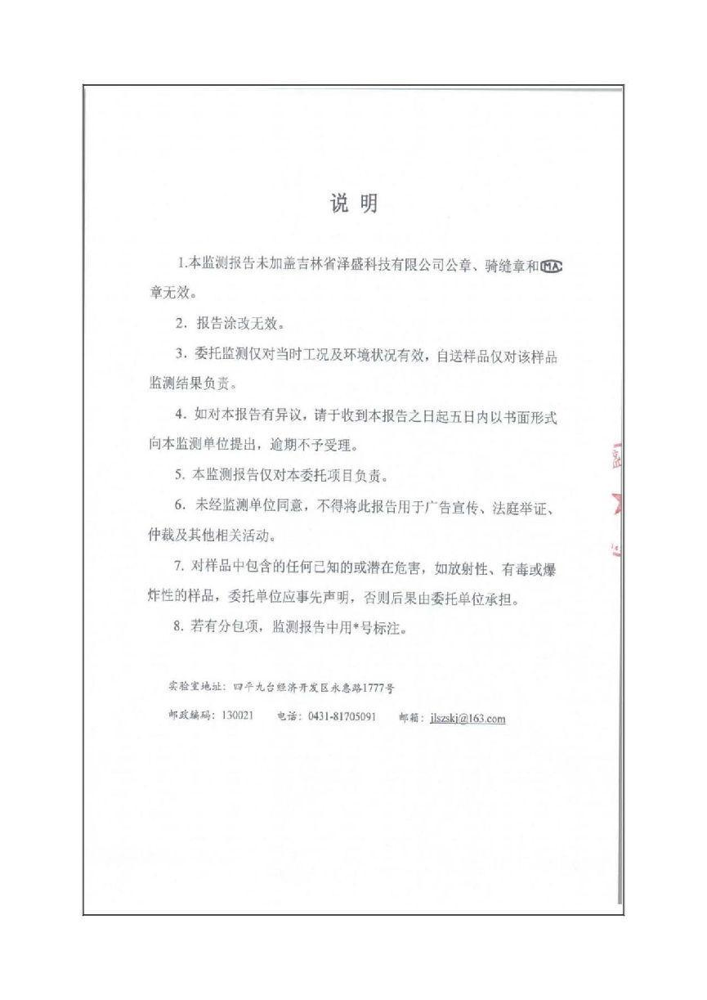 说 明
1.本监测报告未加盖吉林省泽盛科技有限公司公章、骑缝章和MA
章无效。
2. 报告涂改无效。
3. 委托监测仅对当时工况及环境状况有效，自送样品仅对该样品
监测结果负责。
4. 如对本报告有异议，请于收到本报告之日起五日内以书面形式
向本监测单位提出，逾期不予受理。
5. 本监测报告仅对本委托项目负责。
6. 未经监测单位同意，不得将此报告用于广告宣传、法庭举证、
仲裁及其他相关活动。
7. 对样品中包含的任何已知的或潜在危害，如放射性、有毒或爆
炸性的样品，委托单位应事先声明，否则后果由委托单位承担。
8. 若有分包项，监测报告中用*号标注。
实验室地址：四平九台经济开发区永惠路1777号
邮政编码：130021 电话：0431-81705091 邮箱：jlszskj@163.com